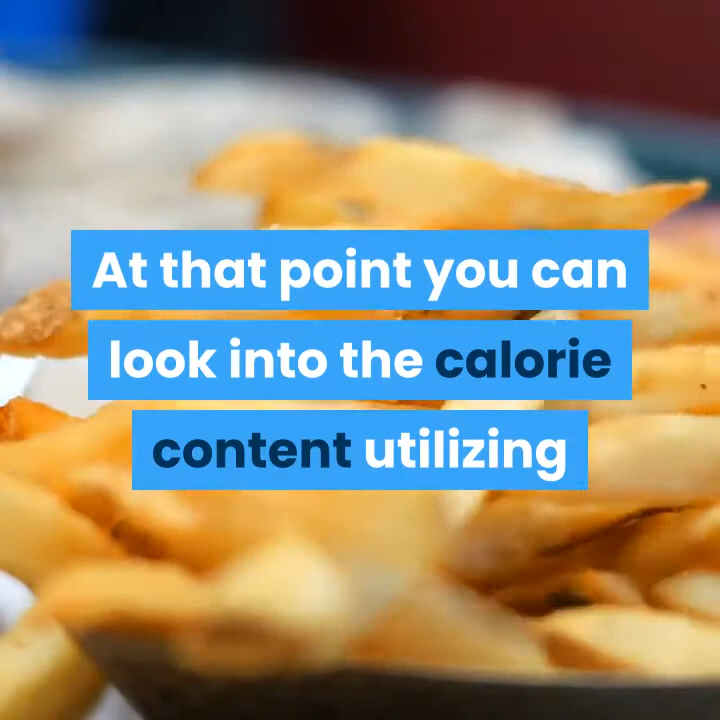 At that point you can
look into the calorie
content utilizing